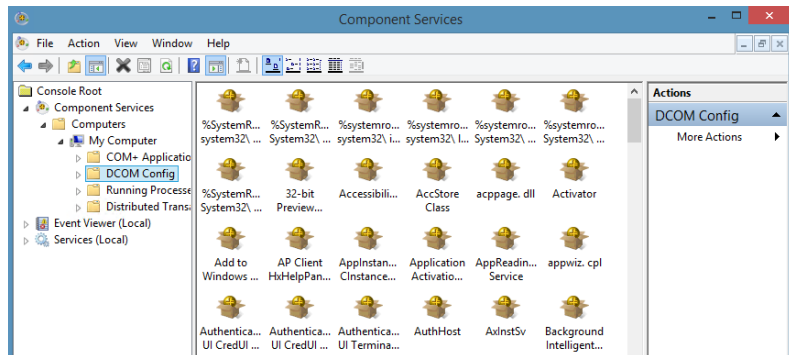 Component Services
File Action View Window Help
Console Root
Component Services
Computers
My Computer
COM+ Applicatio
DCOM Config
Running Processe
Distributed Trans
Event Viewer (Local)
Services (Local)
%SystemR... %SystemR... %systemro... %systemro... %systemro... %systemro...
system32\ ... System32\ ... system32\ i... system32\ l... System32\ ... System32\ ...
%SystemR... 32-bit Accessibili... AccStore acppage. dll Activator
System32\ ... Preview... Class
Add to AP Client AppInstan... Application AppReadin... appwiz. cpl
Windows ... HxHelpPan... CInstance... Activatio... Service
Authentica... Authentica... Authentica... AuthHost AxInstSv Background
UI CredUI ... UI CredUI ... UI Termina... Intelligent...
Actions
DCOM Config
More Actions